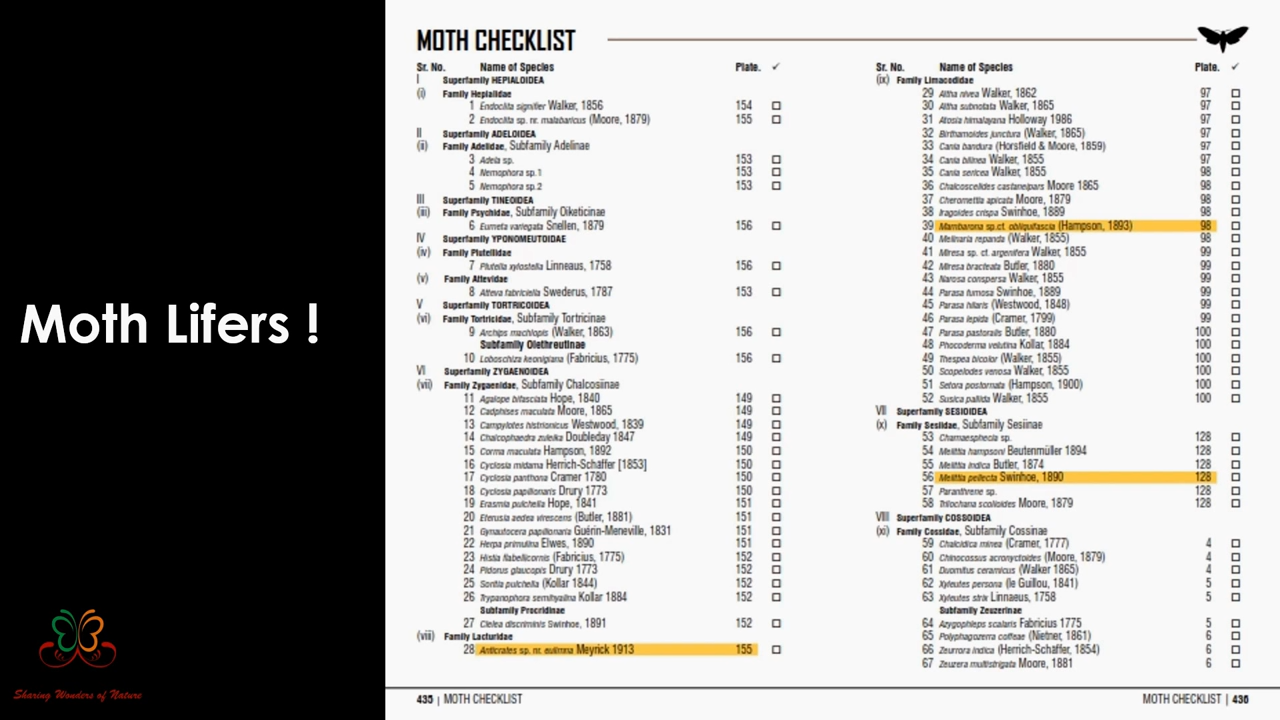 Moth Lifers !
Sharing Wonders of Nature
MOTH CHECKLIST
Sr. No. Name of Species Plate. ✓
I Superfamily HEPIALOIDEA
(i) Family Hepialidae
1 Endoclita signifer Walker, 1856 154
2 Endoclita sp. nr. malabaricus (Moore, 1879) 155
II Superfamily ADELOIDEA
(ii) Family Adelidae, Subfamily Adelinae
3 Adela sp. 153
4 Nemophora sp.1 153
5 Nemophora sp.2 153
III Superfamily TINEOIDEA
(iii) Family Psychidae, Subfamily Oiketicinae
6 Eumeta variegata Snellen, 1879 156
IV Superfamily YPONOMEUTOIDAE
(iv) Family Plutellidae
7 Plutella xylostella Linneaus, 1758 156
(v) Family Attevidae
8 Atteva fabriciella Swederus, 1787 153
V Superfamily TORTRICOIDEA
(vi) Family Tortricidae, Subfamily Tortricinae
9 Archips machlopis (Walker, 1863) 156
Subfamily Olethreutinae
10 Loboschiza keonigiana (Fabricius, 1775) 156
VI Superfamily ZYGAENOIDEA
(vii) Family Zygaenidae, Subfamily Chalcosiinae
11 Agalope bifasciata Hope, 1840 149
12 Cadphises maculata Moore, 1865 149
13 Campylotes histrionicus Westwood, 1839 149
14 Chalcophaedra zuleika Doubleday 1847 149
15 Corma maculata Hampson, 1892 150
16 Cyclosia midama Herrich-Schäffer [1853] 150
17 Cyclosia panthona Cramer 1780 150
18 Cyclosia papilionaris Drury 1773 150
19 Erasmia pulchella Hope, 1841 151
20 Eterusia aedea virescens (Butler, 1881) 151
21 Gynautocera papilionaria Guérin-Meneville, 1831 151
22 Herpa primulina Elwes, 1890 151
23 Histia flabellicornis (Fabricius, 1775) 152
24 Pidorus glaucopis Drury 1773 152
25 Soritia pulchella (Kollar 1844) 152
26 Trypanophora semihyalina Kollar 1884 152
Subfamily Procridinae
27 Clelea discriminis Swinhoe, 1891 152
(viii) Family Lacturidae
28 Anticrates sp. nr. eulimna Meyrick 1913 155
435 | MOTH CHECKLIST
Sr. No. Name of Species Plate. ✓
(ix) Family Limacodidae
29 Altha nivea Walker, 1862 97
30 Altha subnotata Walker, 1865 97
31 Atosia himalayana Holloway 1986 97
32 Birthamoides junctura (Walker, 1865) 97
33 Cania bandura (Horsfield & Moore, 1859) 97
34 Cania bilinea Walker, 1855 97
35 Cania sericea Walker, 1855 98
36 Chalcoscelides castaneipars Moore 1865 98
37 Cheromettia apicata Moore, 1879 98
38 Iragoides crispa Swinhoe, 1889 98
39 Mambarona sp.cf. obliquifascia (Hampson, 1893) 98
40 Melinaria repanda (Walker, 1855) 98
41 Miresa sp. cf. argenifera Walker, 1855 99
42 Miresa bracteata Butler, 1880 99
43 Narosa conspersa Walker, 1855 99
44 Parasa fumosa Swinhoe, 1889 99
45 Parasa hilaris (Westwood, 1848) 99
46 Parasa lepida (Cramer, 1799) 99
47 Parasa pastoralis Butler, 1880 100
48 Phocoderma velutina Kollar, 1884 100
49 Thespea bicolor (Walker, 1855) 100
50 Scopelodes venosa Walker, 1855 100
51 Setora postornata (Hampson, 1900) 100
52 Susica pallida Walker, 1855 100
VII Superfamily SESIOIDEA
(x) Family Sesiidae, Subfamily Sesiinae
53 Chamaesphecia sp. 128
54 Melittia hampsoni Beutenmüller 1894 128
55 Melittia indica Butler, 1874 128
56 Melittia pellecta Swinhoe, 1890 128
57 Paranthrene sp. 128
58 Trilochana scolioides Moore, 1879 128
VIII Superfamily COSSOIDEA
(xi) Family Cossidae, Subfamily Cossinae
59 Chalcidica minea (Cramer, 1777) 4
60 Chinocossus acronyctoides (Moore, 1879) 4
61 Duomitus ceramicus (Walker 1865) 4
62 Xyleutes persona (le Guillou, 1841) 5
63 Xyleutes strix Linnaeus, 1758 5
Subfamily Zeuzerinae
64 Azygophleps scalaris Fabricius 1775 5
65 Polyphagozerra coffeae (Nietner, 1861) 6
66 Zeurrora indica (Herrich-Schäffer, 1854) 6
67 Zeuzera multistrigata Moore, 1881 6
MOTH CHECKLIST | 436